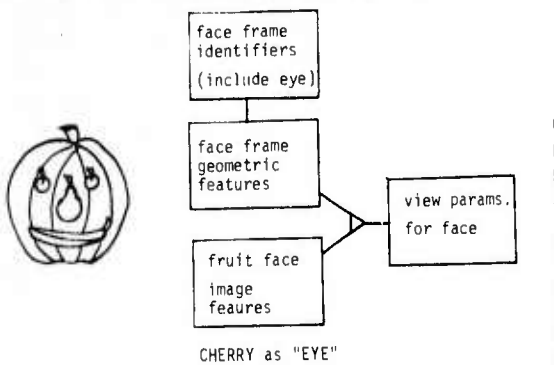 face frame
identifiers
(include eye)
face frame
geometric
features
view params.
for face
fruit face
image
feaures
CHERRY as "EYE"